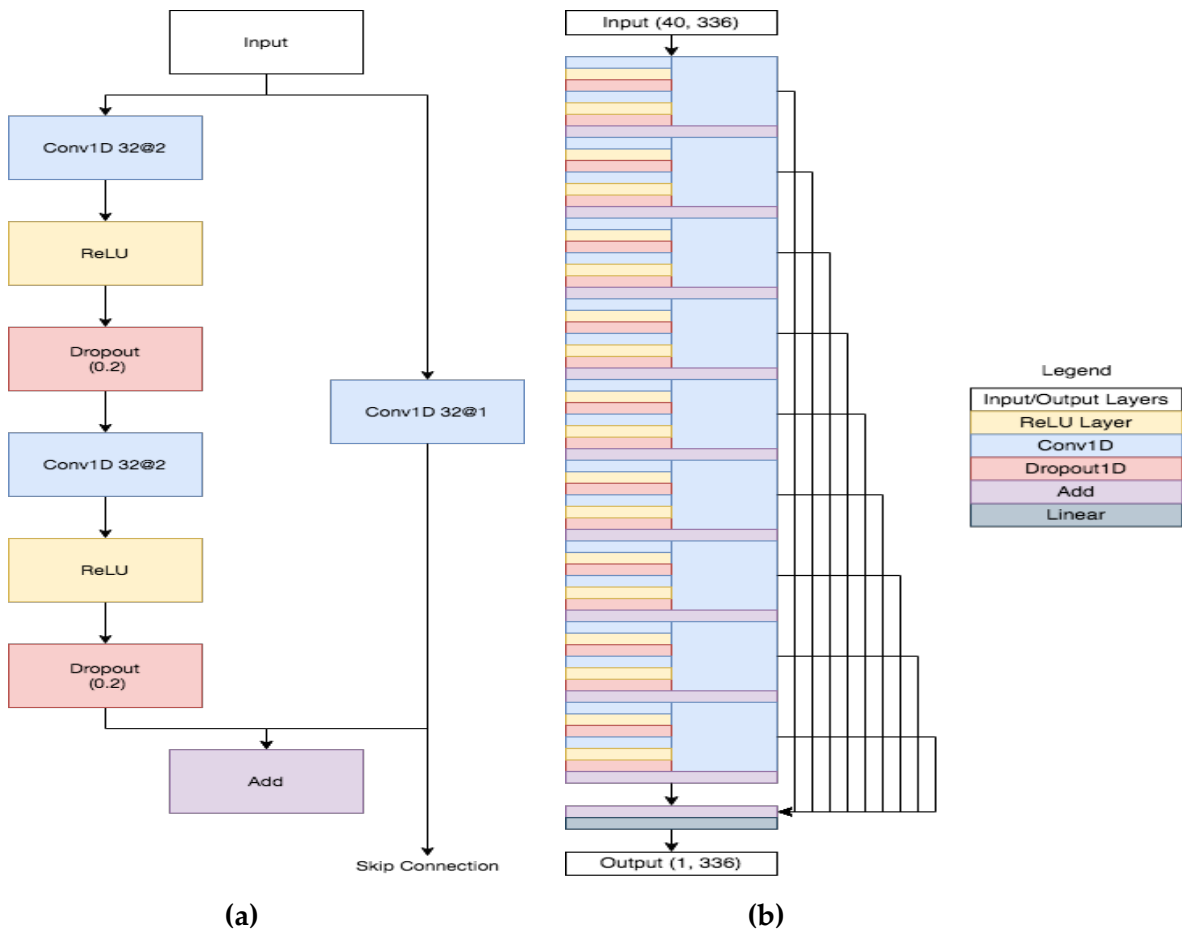 Input
Conv1D 32@2
ReLU
Dropout
(0.2)
Conv1D 32@1
Conv1D 32@2
ReLU
Dropout
(0.2)
Add
Skip Connection
(a)
Input (40, 336)
Output (1, 336)
(b)
Legend
Input/Output Layers
ReLU Layer
Conv1D
Dropout1D
Add
Linear